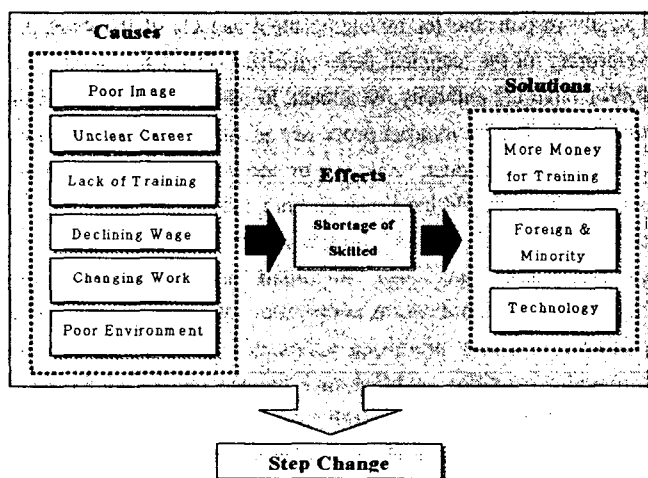 Causes
Poor Image
Unclear Career
Lack of Training
Declining Wage
Changing Work
Poor Environment
Effects
Shortage of
Skilled
Solutions
More Money
for Training
Foreign &
Minority
Technology
Step Change